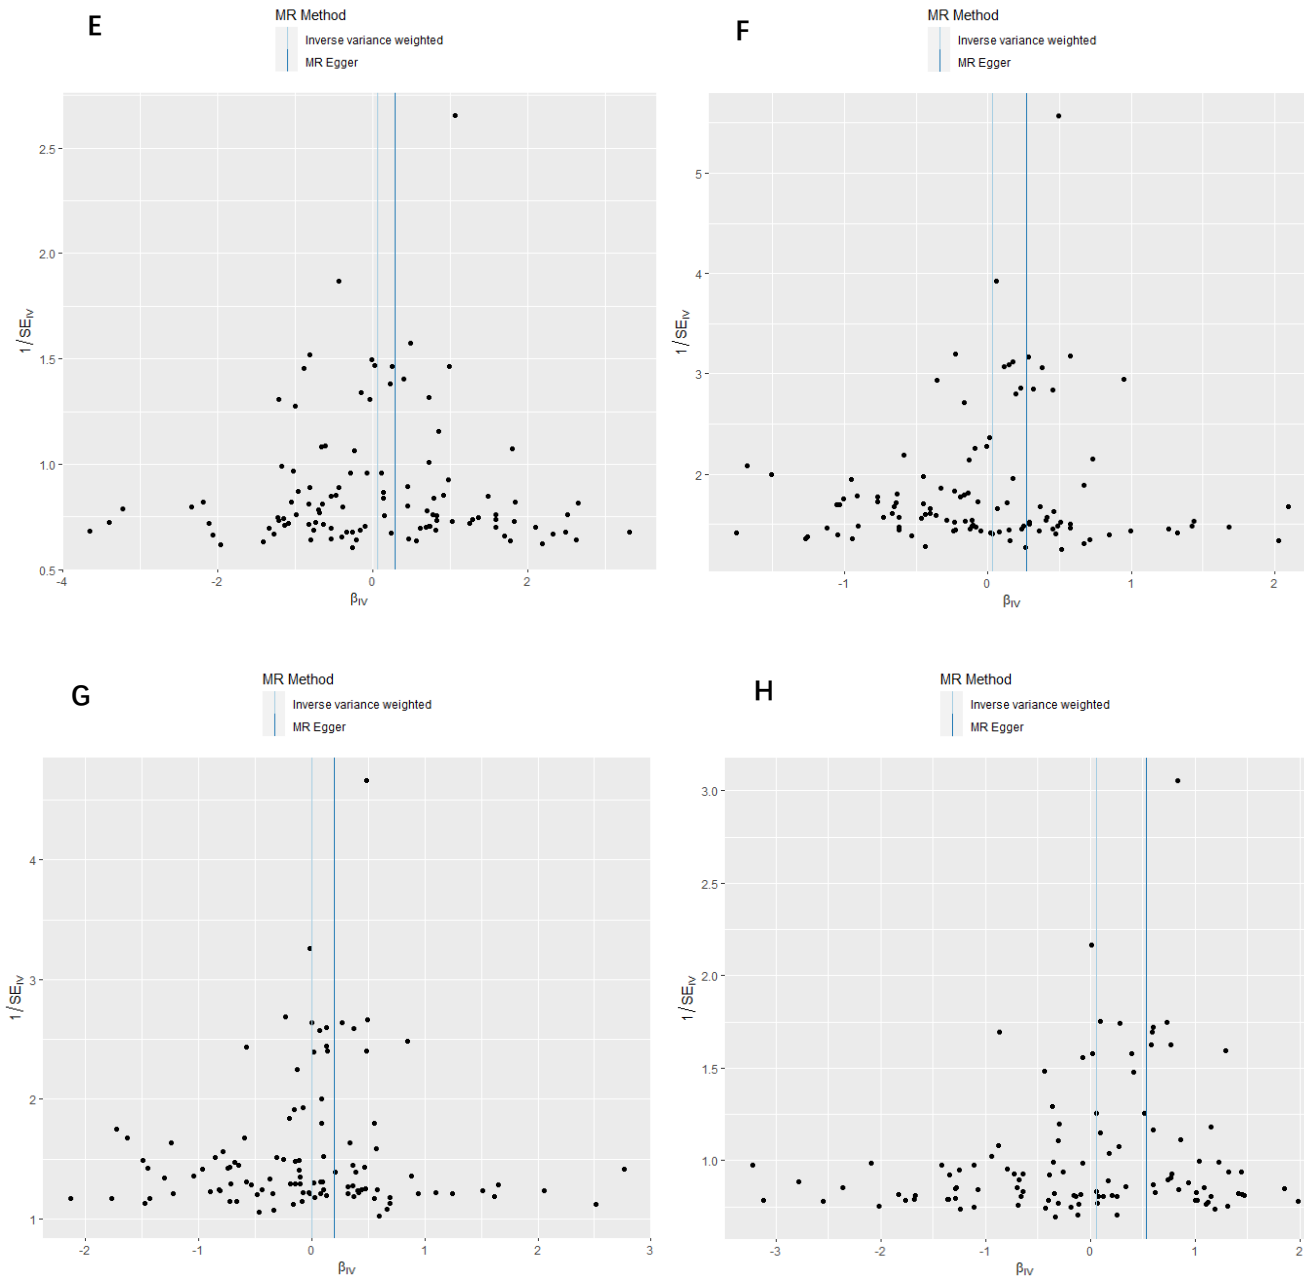 E
MR Method
Inverse variance weighted
MR Egger
1/SE_IV
2.5
2.0
1.5
1.0
0.5
-4
-2
0
2
β_IV
F
MR Method
Inverse variance weighted
MR Egger
1/SE_IV
5
4
3
2
-1
0
1
2
β_IV
G
MR Method
Inverse variance weighted
MR Egger
1/SE_IV
4
3
2
1
-2
-1
0
1
2
3
β_IV
H
MR Method
Inverse variance weighted
MR Egger
1/SE_IV
3.0
2.5
2.0
1.5
1.0
-3
-2
-1
0
1
2
β_IV